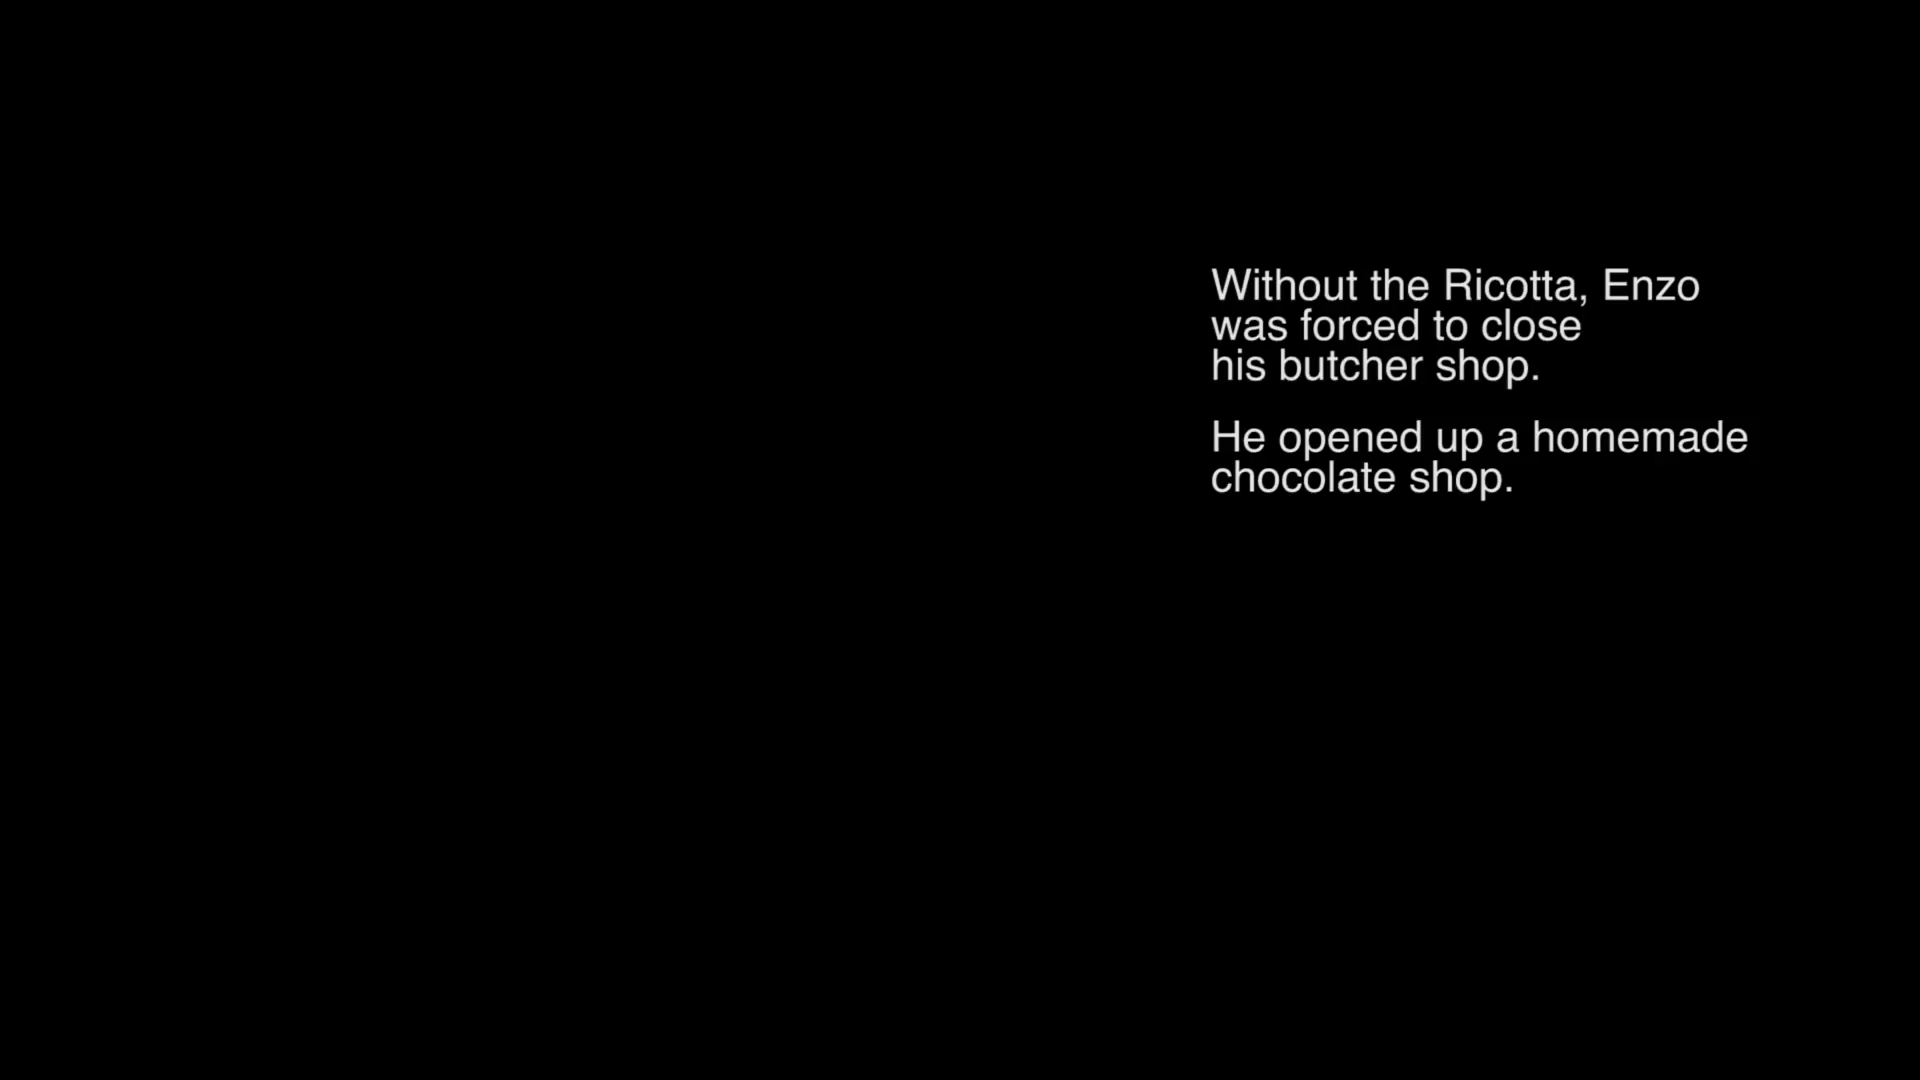 Without the Ricotta, Enzo
was forced to close
his butcher shop.
He opened up a homemade
chocolate shop.